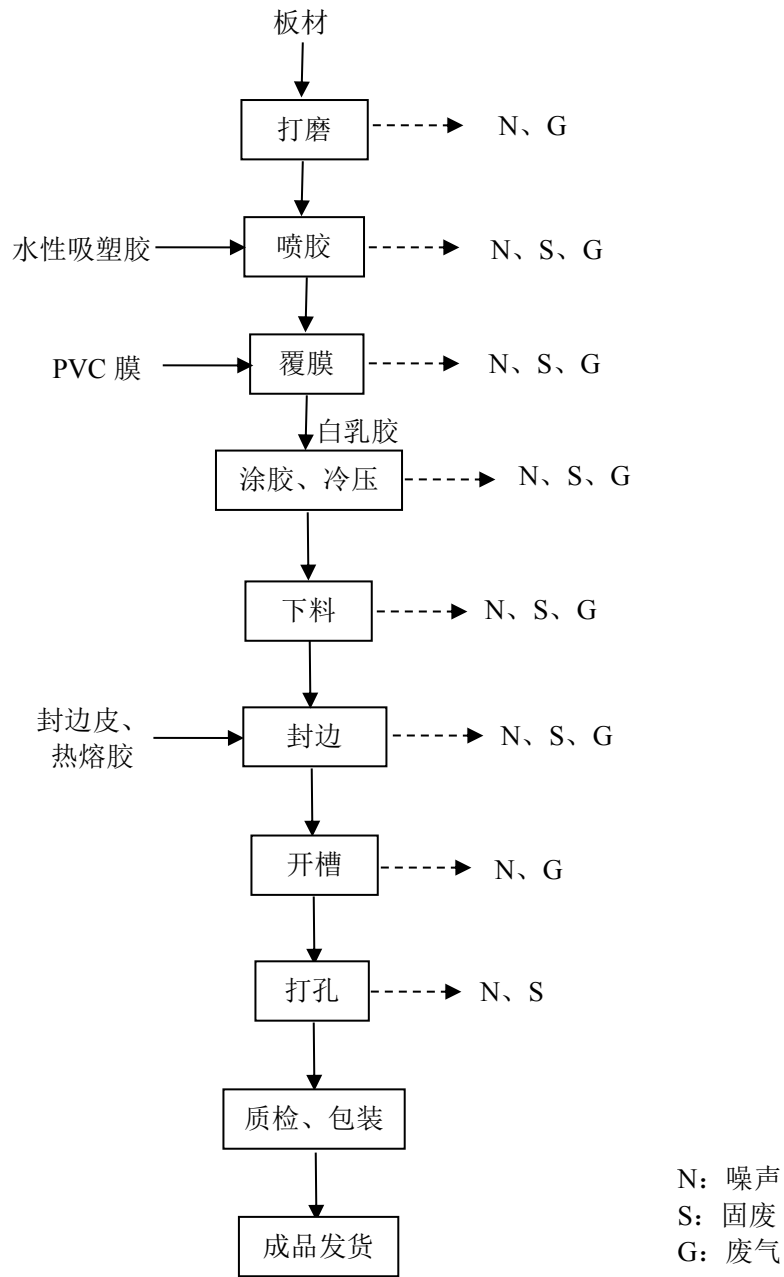 板材
打磨
N、G
水性吸塑胶
喷胶
N、S、G
PVC 膜
覆膜
N、S、G
白乳胶
涂胶、冷压
N、S、G
下料
N、S、G
封边皮、
热熔胶
封边
N、S、G
开槽
N、G
打孔
N、S
质检、包装
成品发货
N：噪声
S：固废
G：废气